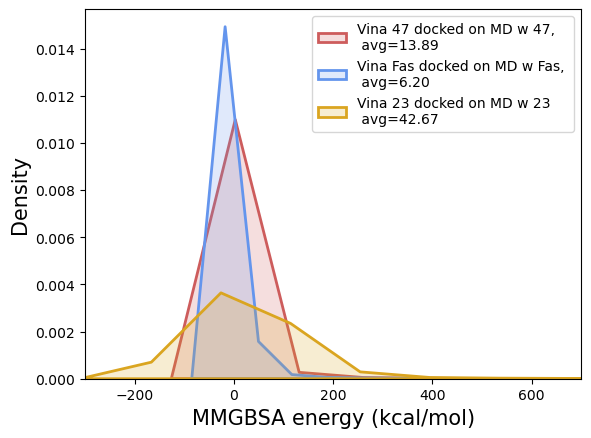 Vina 47 docked on MD w 47,
avg=13.89
Vina Fas docked on MD w Fas,
avg=6.20
Vina 23 docked on MD w 23
avg=42.67
Density
0.014
0.012
0.010
0.008
0.006
0.004
0.002
0.000
−200
0
200
400
600
MMGBSA energy (kcal/mol)